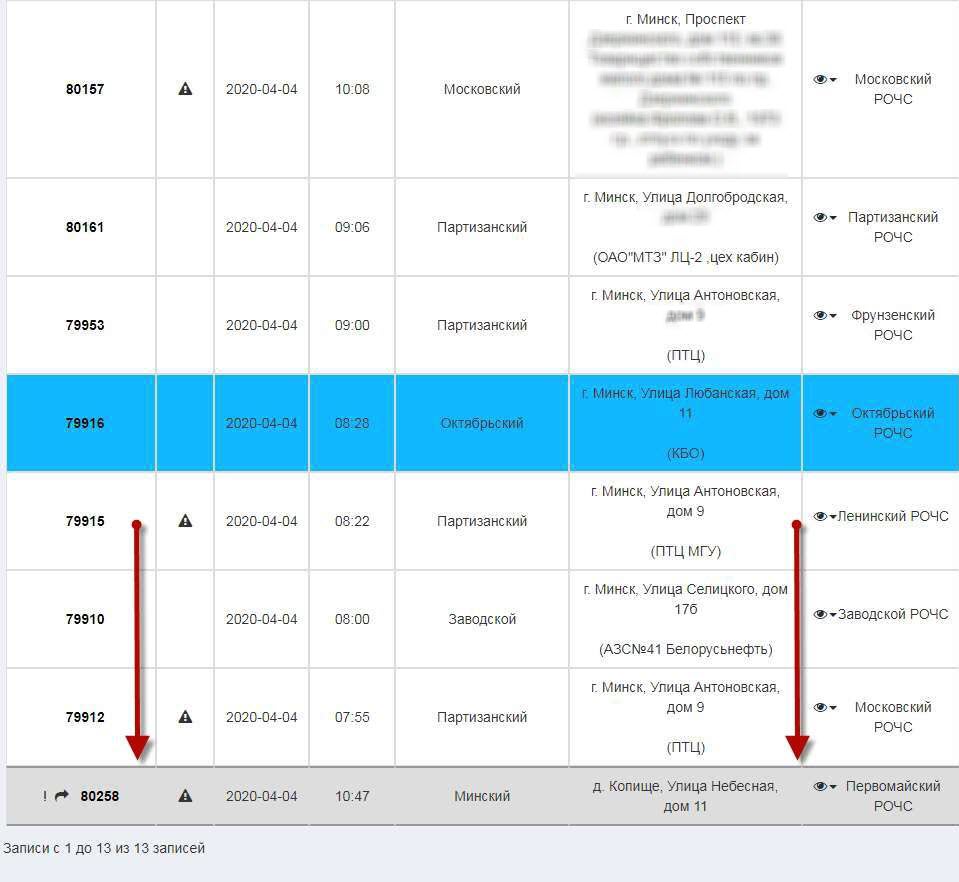 80157
2020-04-04
10:08
Московский
г. Минск, Проспект
Московский
РОЧС
80161
2020-04-04
09:06
Партизанский
г. Минск, Улица Долгобродская,
(ОАО"МТЗ" ЛЦ-2 ,цех кабин)
Партизанский
РОЧС
79953
2020-04-04
09:00
Партизанский
г. Минск, Улица Антоновская,
дом 9
(ПТЦ)
Фрунзенский
РОЧС
79916
2020-04-04
08:28
Октябрьский
г. Минск, Улица Любанская, дом
11
(КБО)
Октябрьский
РОЧС
79915
2020-04-04
08:22
Партизанский
г. Минск, Улица Антоновская,
дом 9
(ПТЦ МГУ)
Ленинский РОЧС
79910
2020-04-04
08:00
Заводской
г. Минск, Улица Селицкого, дом
17б
(АЗС№41 Белорусьнефть)
Заводской РОЧС
79912
2020-04-04
07:55
Партизанский
г. Минск, Улица Антоновская,
дом 9
(ПТЦ)
Московский
РОЧС
! 80258
2020-04-04
10:47
Минский
д. Копище, Улица Небесная,
дом 11
Первомайский
РОЧС
Записи с 1 до 13 из 13 записей